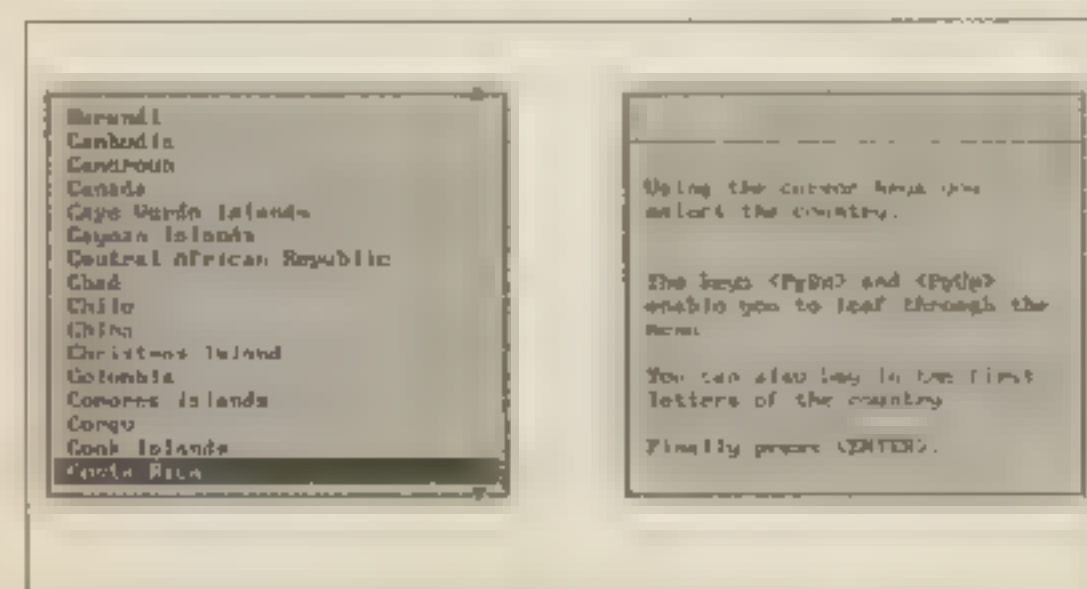 Burundi
Cambodia
Cameroun
Canada
Cape Verde Islands
Cayman Islands
Central African Republic
Chad
Chile
China
Christmas Island
Colombia
Comores Islands
Congo
Cook Islands
Costa Rica
Using the cursor keys you
select the country.
The keys <PgDn> and <PgUp>
enable you to leaf through the
menu.
You can also key in the first
letters of the country
Finally press <ENTER>.